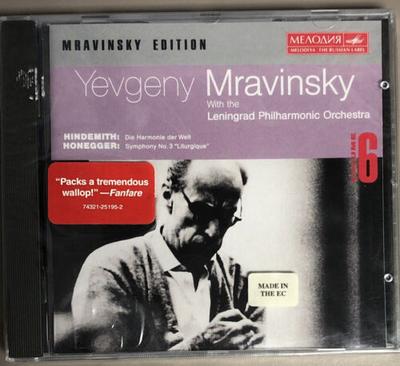 MRAVINSKY EDITION
МЕЛОДИЯ
MELODIYA · THE RUSSIAN LABEL
Yevgeny Mravinsky
With the
Leningrad Philharmonic Orchestra
HINDEMITH: Die Harmonie der Welt
HONEGGER: Symphony No. 3 "Liturgique"
VOLUME
6
"Packs a tremendous
wallop!" —Fanfare
74321-25195-2
MADE IN
THE EC